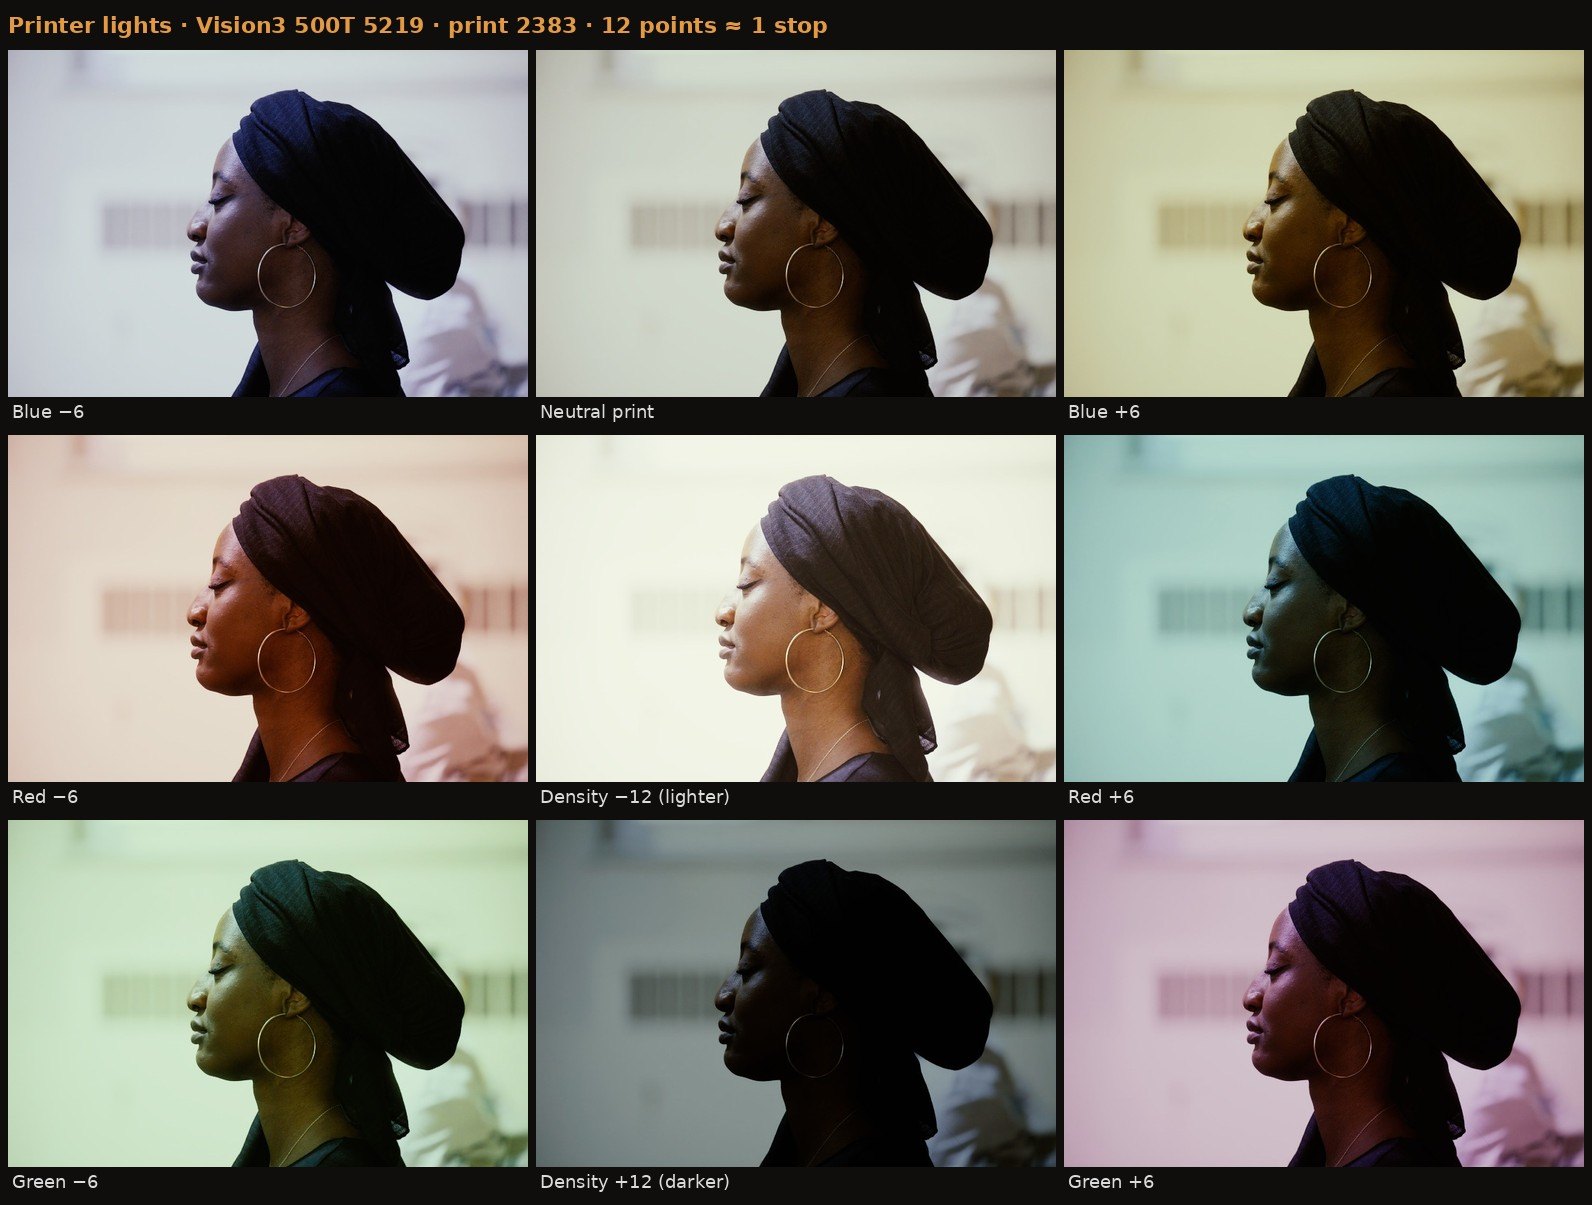 Printer lights · Vision3 500T 5219 · print 2383 · 12 points ≈ 1 stop
Blue −6
Neutral print
Blue +6
Red −6
Density −12 (lighter)
Red +6
Green −6
Density +12 (darker)
Green +6